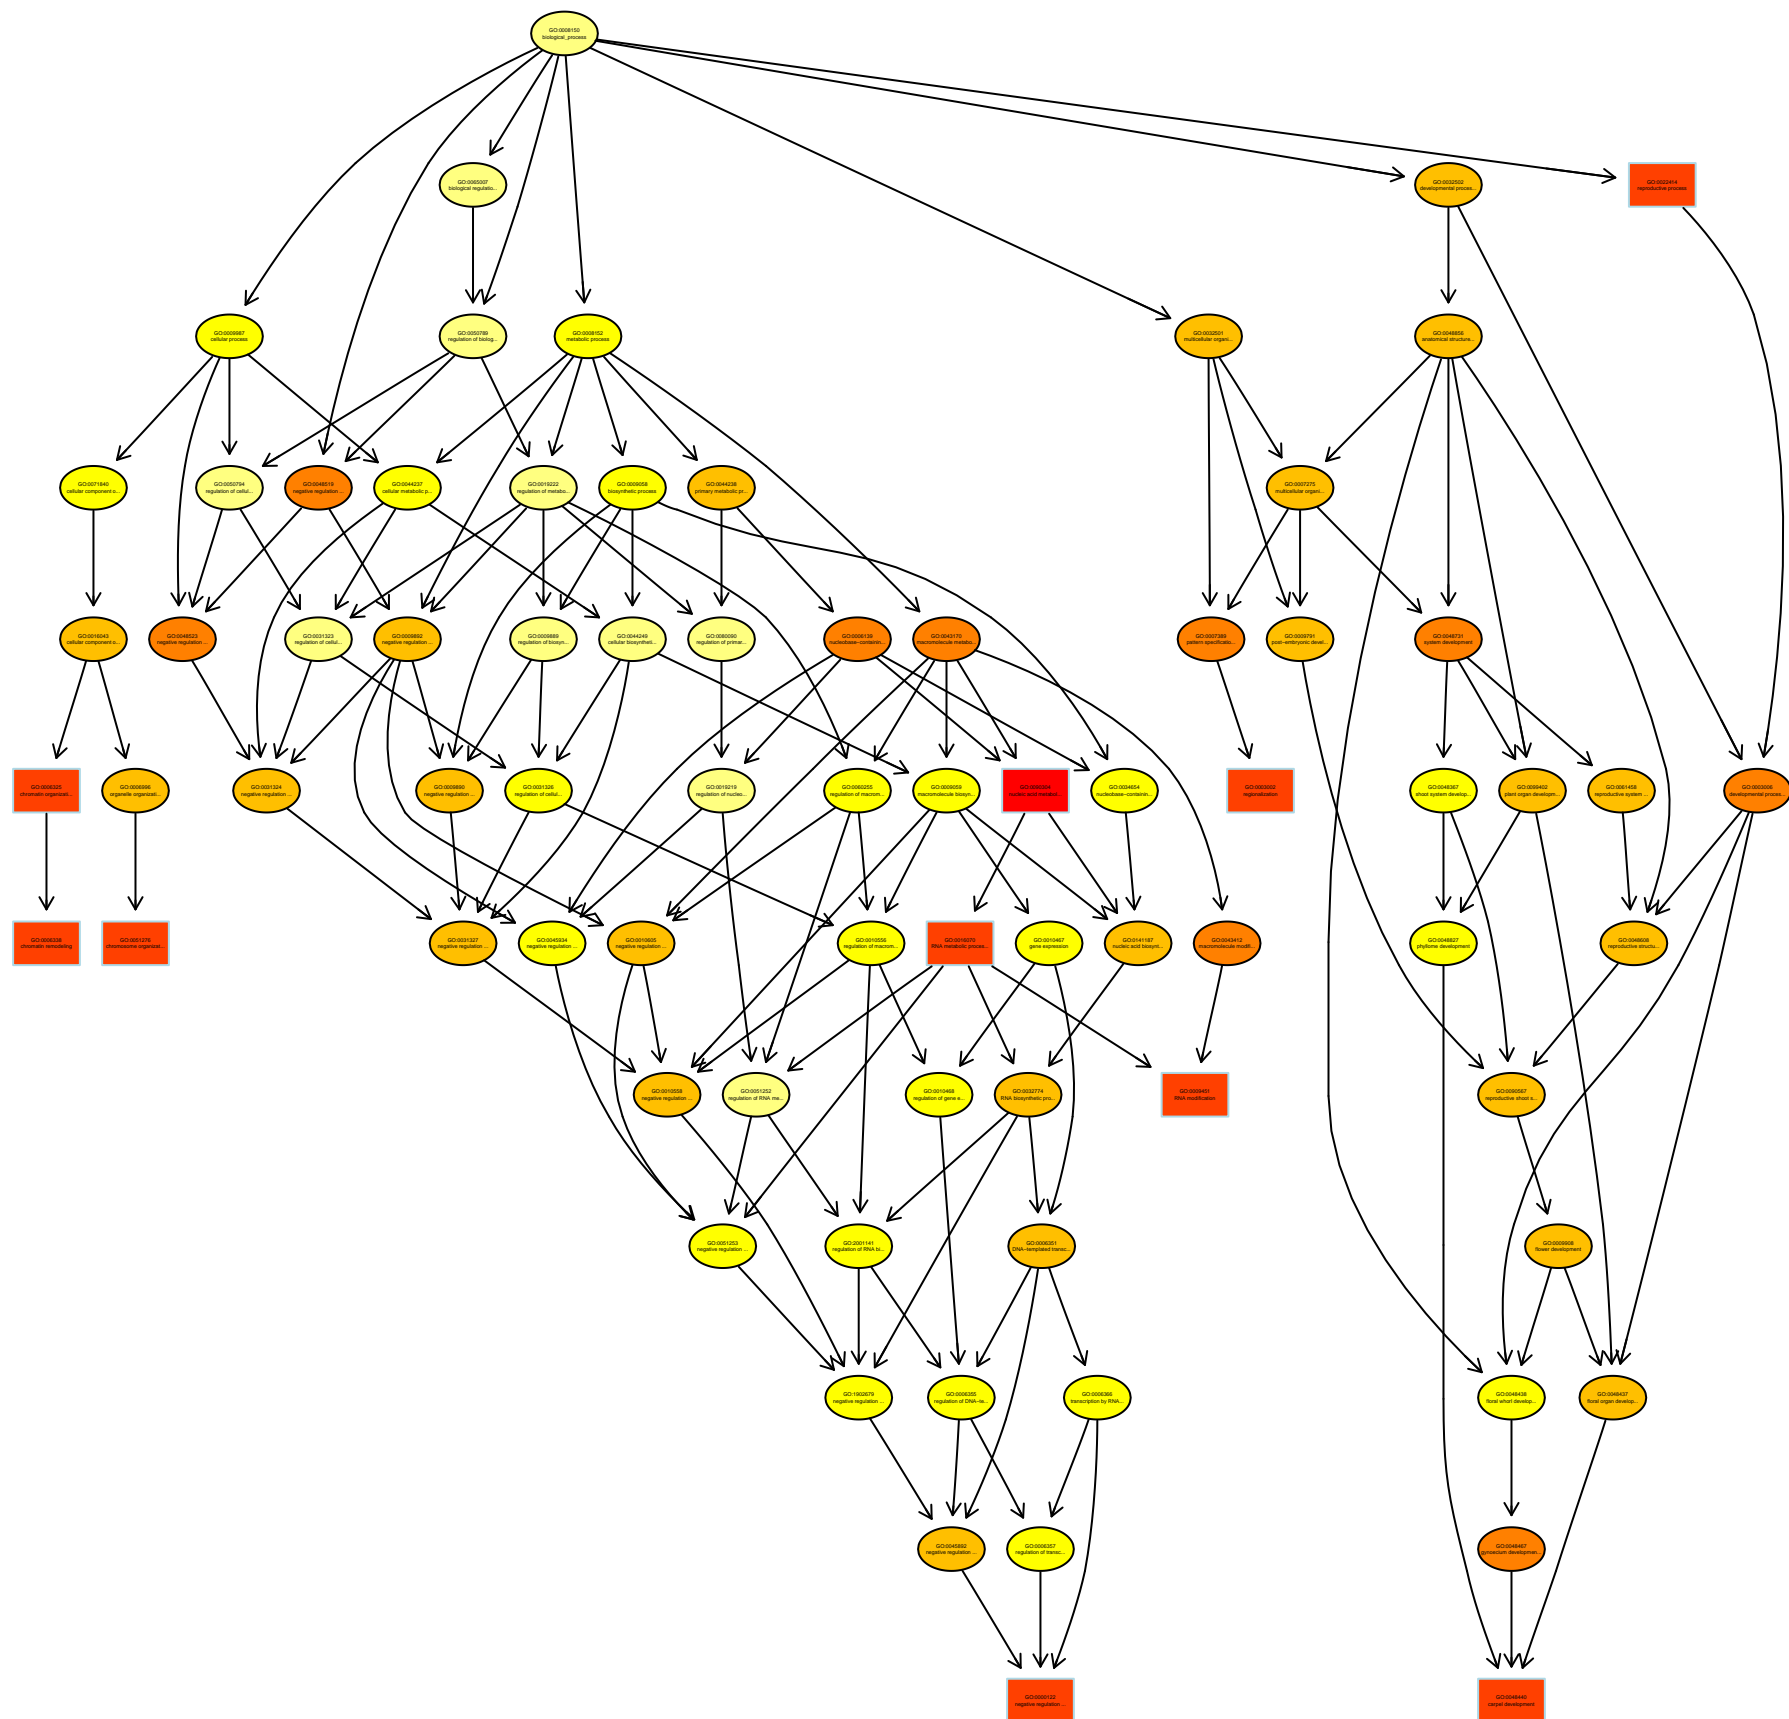 GO:0008150
biological_process
GO:0065007
biological regulatio...
GO:0032502
developmental proces...
GO:0022414
reproductive process
GO:0009987
cellular process
GO:0050789
regulation of biolog...
GO:0008152
metabolic process
GO:0032501
multicellular organi...
GO:0048856
anatomical structure...
GO:0071840
cellular component o...
GO:0050794
regulation of cellul...
GO:0048519
negative regulation ...
GO:0044237
cellular metabolic p...
GO:0019222
regulation of metabo...
GO:0009058
biosynthetic process
GO:0044238
primary metabolic pr...
GO:0007275
multicellular organi...
GO:0016043
cellular component o...
GO:0048523
negative regulation ...
GO:0031323
regulation of cellul...
GO:0009892
negative regulation ...
GO:0009889
regulation of biosyn...
GO:0044249
cellular biosyntheti...
GO:0080090
regulation of primar...
GO:0006139
nucleobase−containin...
GO:0043170
macromolecule metabo...
GO:0007389
pattern specificatio...
GO:0009791
post−embryonic devel...
GO:0048731
system development
GO:0006325
chromatin organizati...
GO:0006996
organelle organizati...
GO:0031324
negative regulation ...
GO:0009890
negative regulation ...
GO:0031326
regulation of cellul...
GO:0019219
regulation of nucleo...
GO:0060255
regulation of macrom...
GO:0009059
macromolecule biosyn...
GO:0090304
nucleic acid metabol...
GO:0034654
nucleobase−containin...
GO:0003002
regionalization
GO:0048367
shoot system develop...
GO:0099402
plant organ developm...
GO:0061458
reproductive system ...
GO:0003006
developmental proces...
GO:0006338
chromatin remodeling
GO:0051276
chromosome organizat...
GO:0031327
negative regulation ...
GO:0045934
negative regulation ...
GO:0010605
negative regulation ...
GO:0010556
regulation of macrom...
GO:0016070
RNA metabolic proces...
GO:0010467
gene expression
GO:0141187
nucleic acid biosynt...
GO:0043412
macromolecule modifi...
GO:0048827
phyllome development
GO:0048608
reproductive structu...
GO:0010558
negative regulation ...
GO:0051252
regulation of RNA me...
GO:0010468
regulation of gene e...
GO:0032774
RNA biosynthetic pro...
GO:0009451
RNA modification
GO:0090567
reproductive shoot s...
GO:0051253
negative regulation ...
GO:2001141
regulation of RNA bi...
GO:0006351
DNA−templated transc...
GO:0009908
flower development
GO:1902679
negative regulation ...
GO:0006355
regulation of DNA−te...
GO:0006366
transcription by RNA...
GO:0048438
floral whorl develop...
GO:0048437
floral organ develop...
GO:0045892
negative regulation ...
GO:0006357
regulation of transc...
GO:0048467
gynoecium developmen...
GO:0000122
negative regulation ...
GO:0048440
carpel development